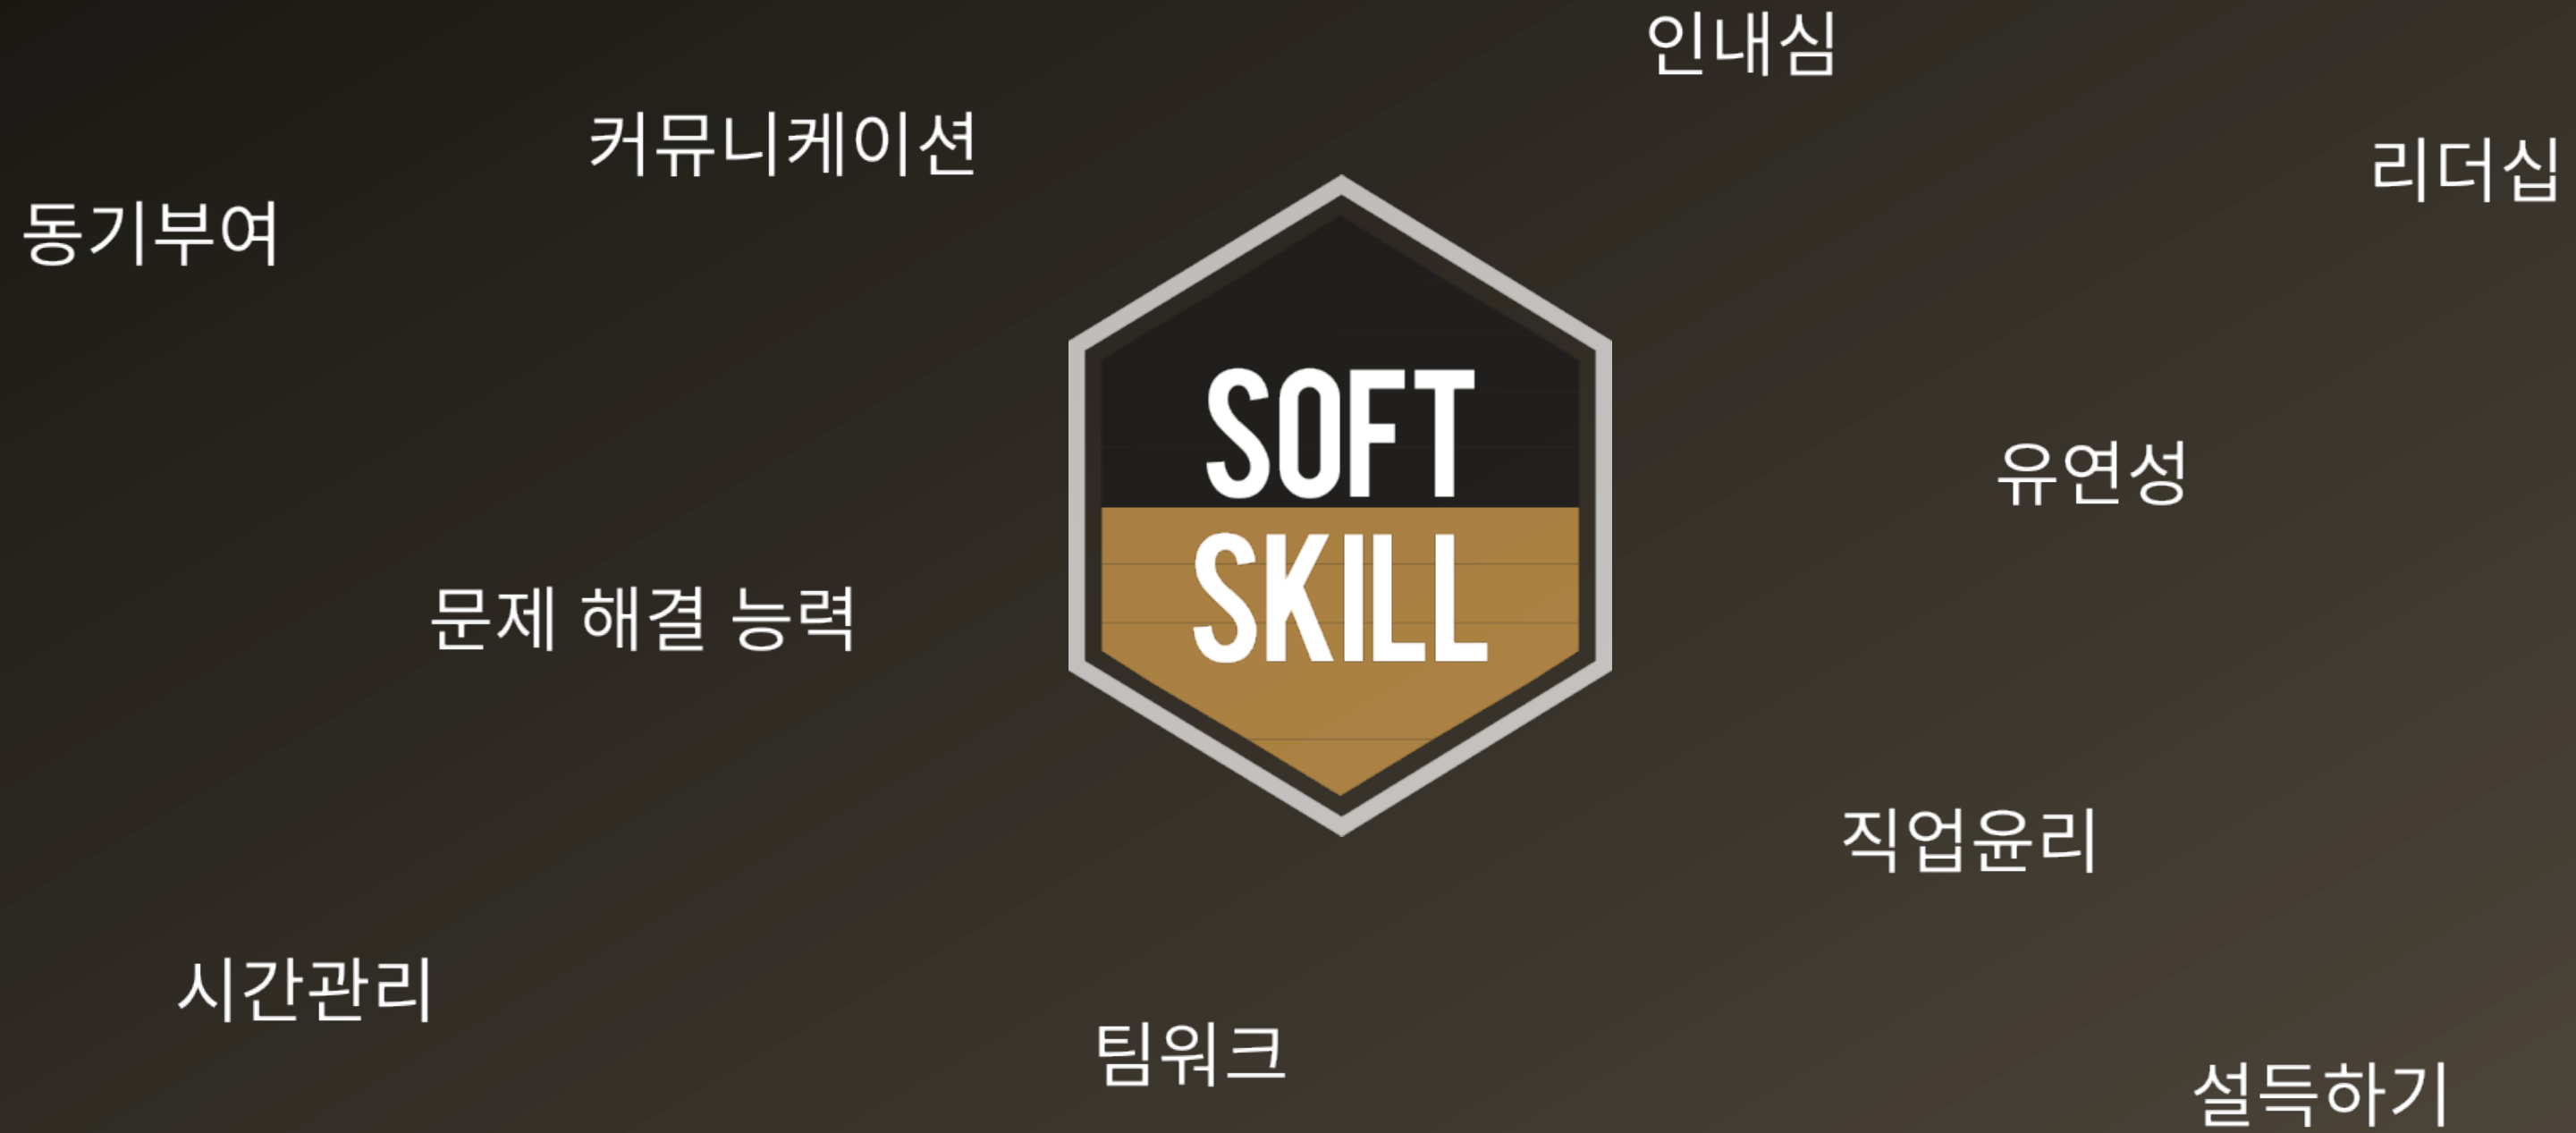 인내심
커뮤니케이션
리더십
동기부여
SOFT
SKILL
유연성
문제 해결 능력
직업윤리
시간관리
팀워크
설득하기